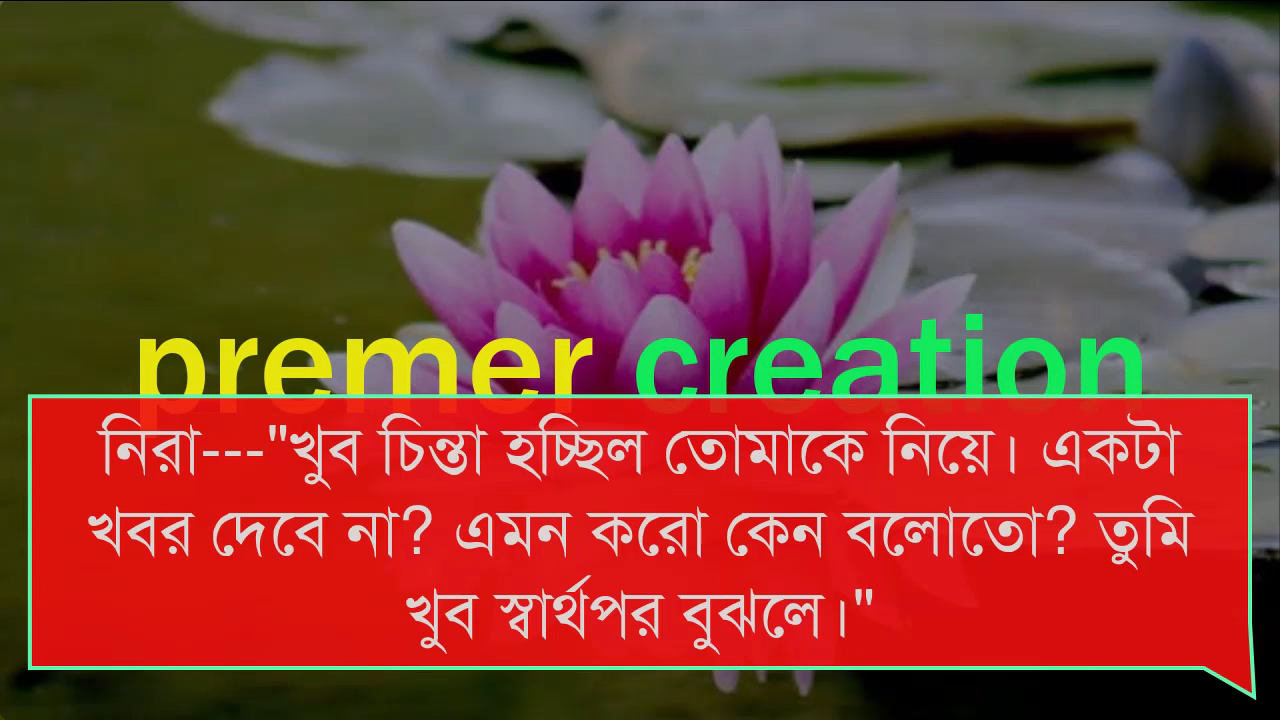 premer creation
নিরা---"খুব চিন্তা হচ্ছিল তোমাকে নিয়ে। একটা
খবর দেবে না? এমন করো কেন বলোতো? তুমি
খুব স্বার্থপর বুঝলে।"